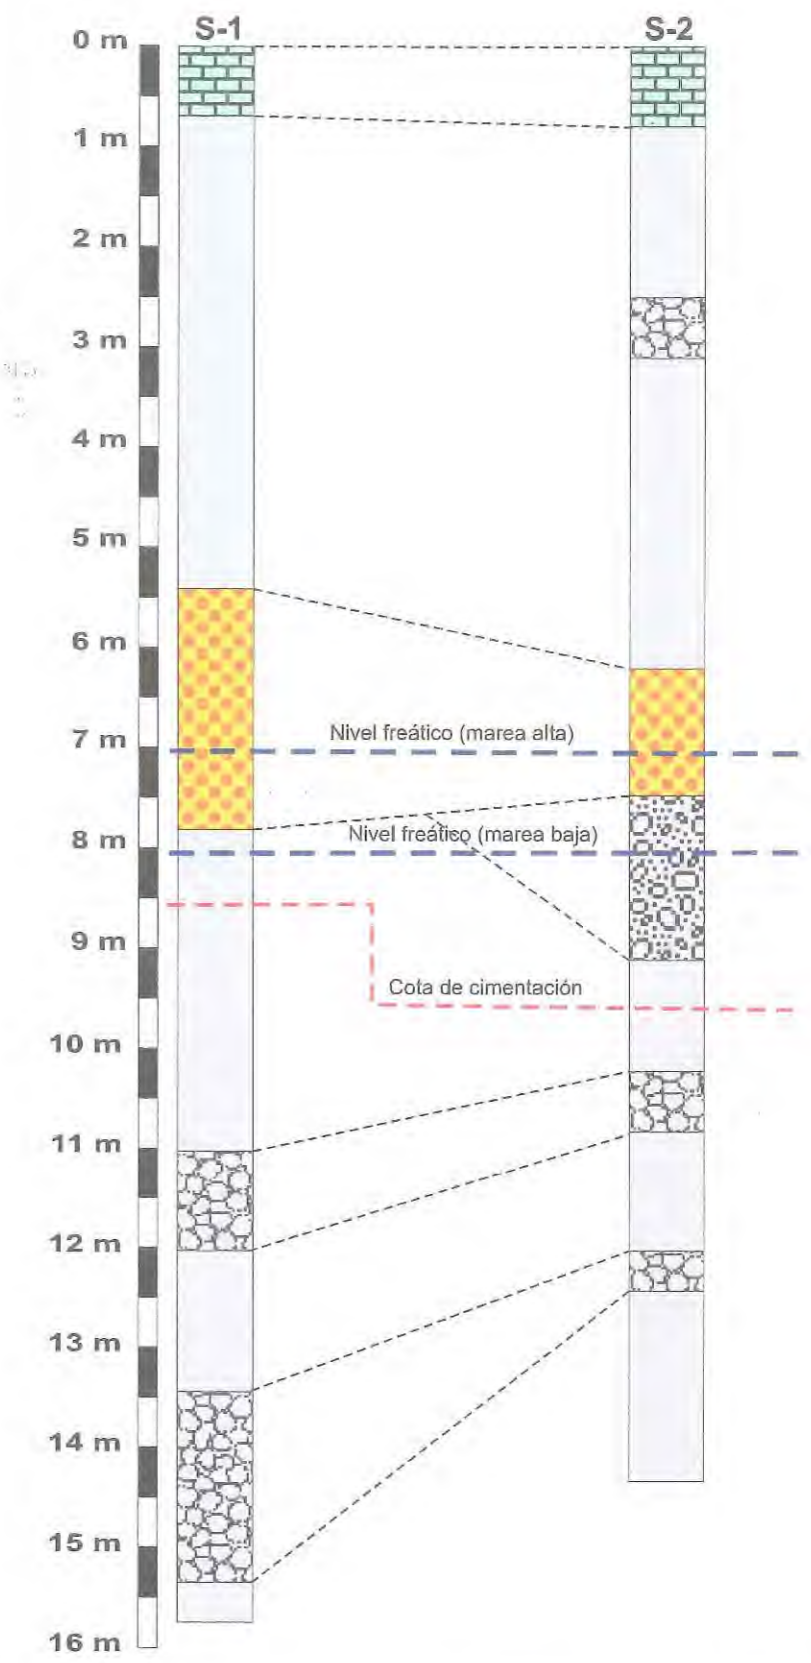 S-1
S-2
0 m
1 m
2 m
3 m
4 m
5 m
6 m
7 m
Nivel freático (marea alta)
8 m
Nivel freático (marea baja)
9 m
Cota de cimentación
10 m
11 m
12 m
13 m
14 m
15 m
16 m